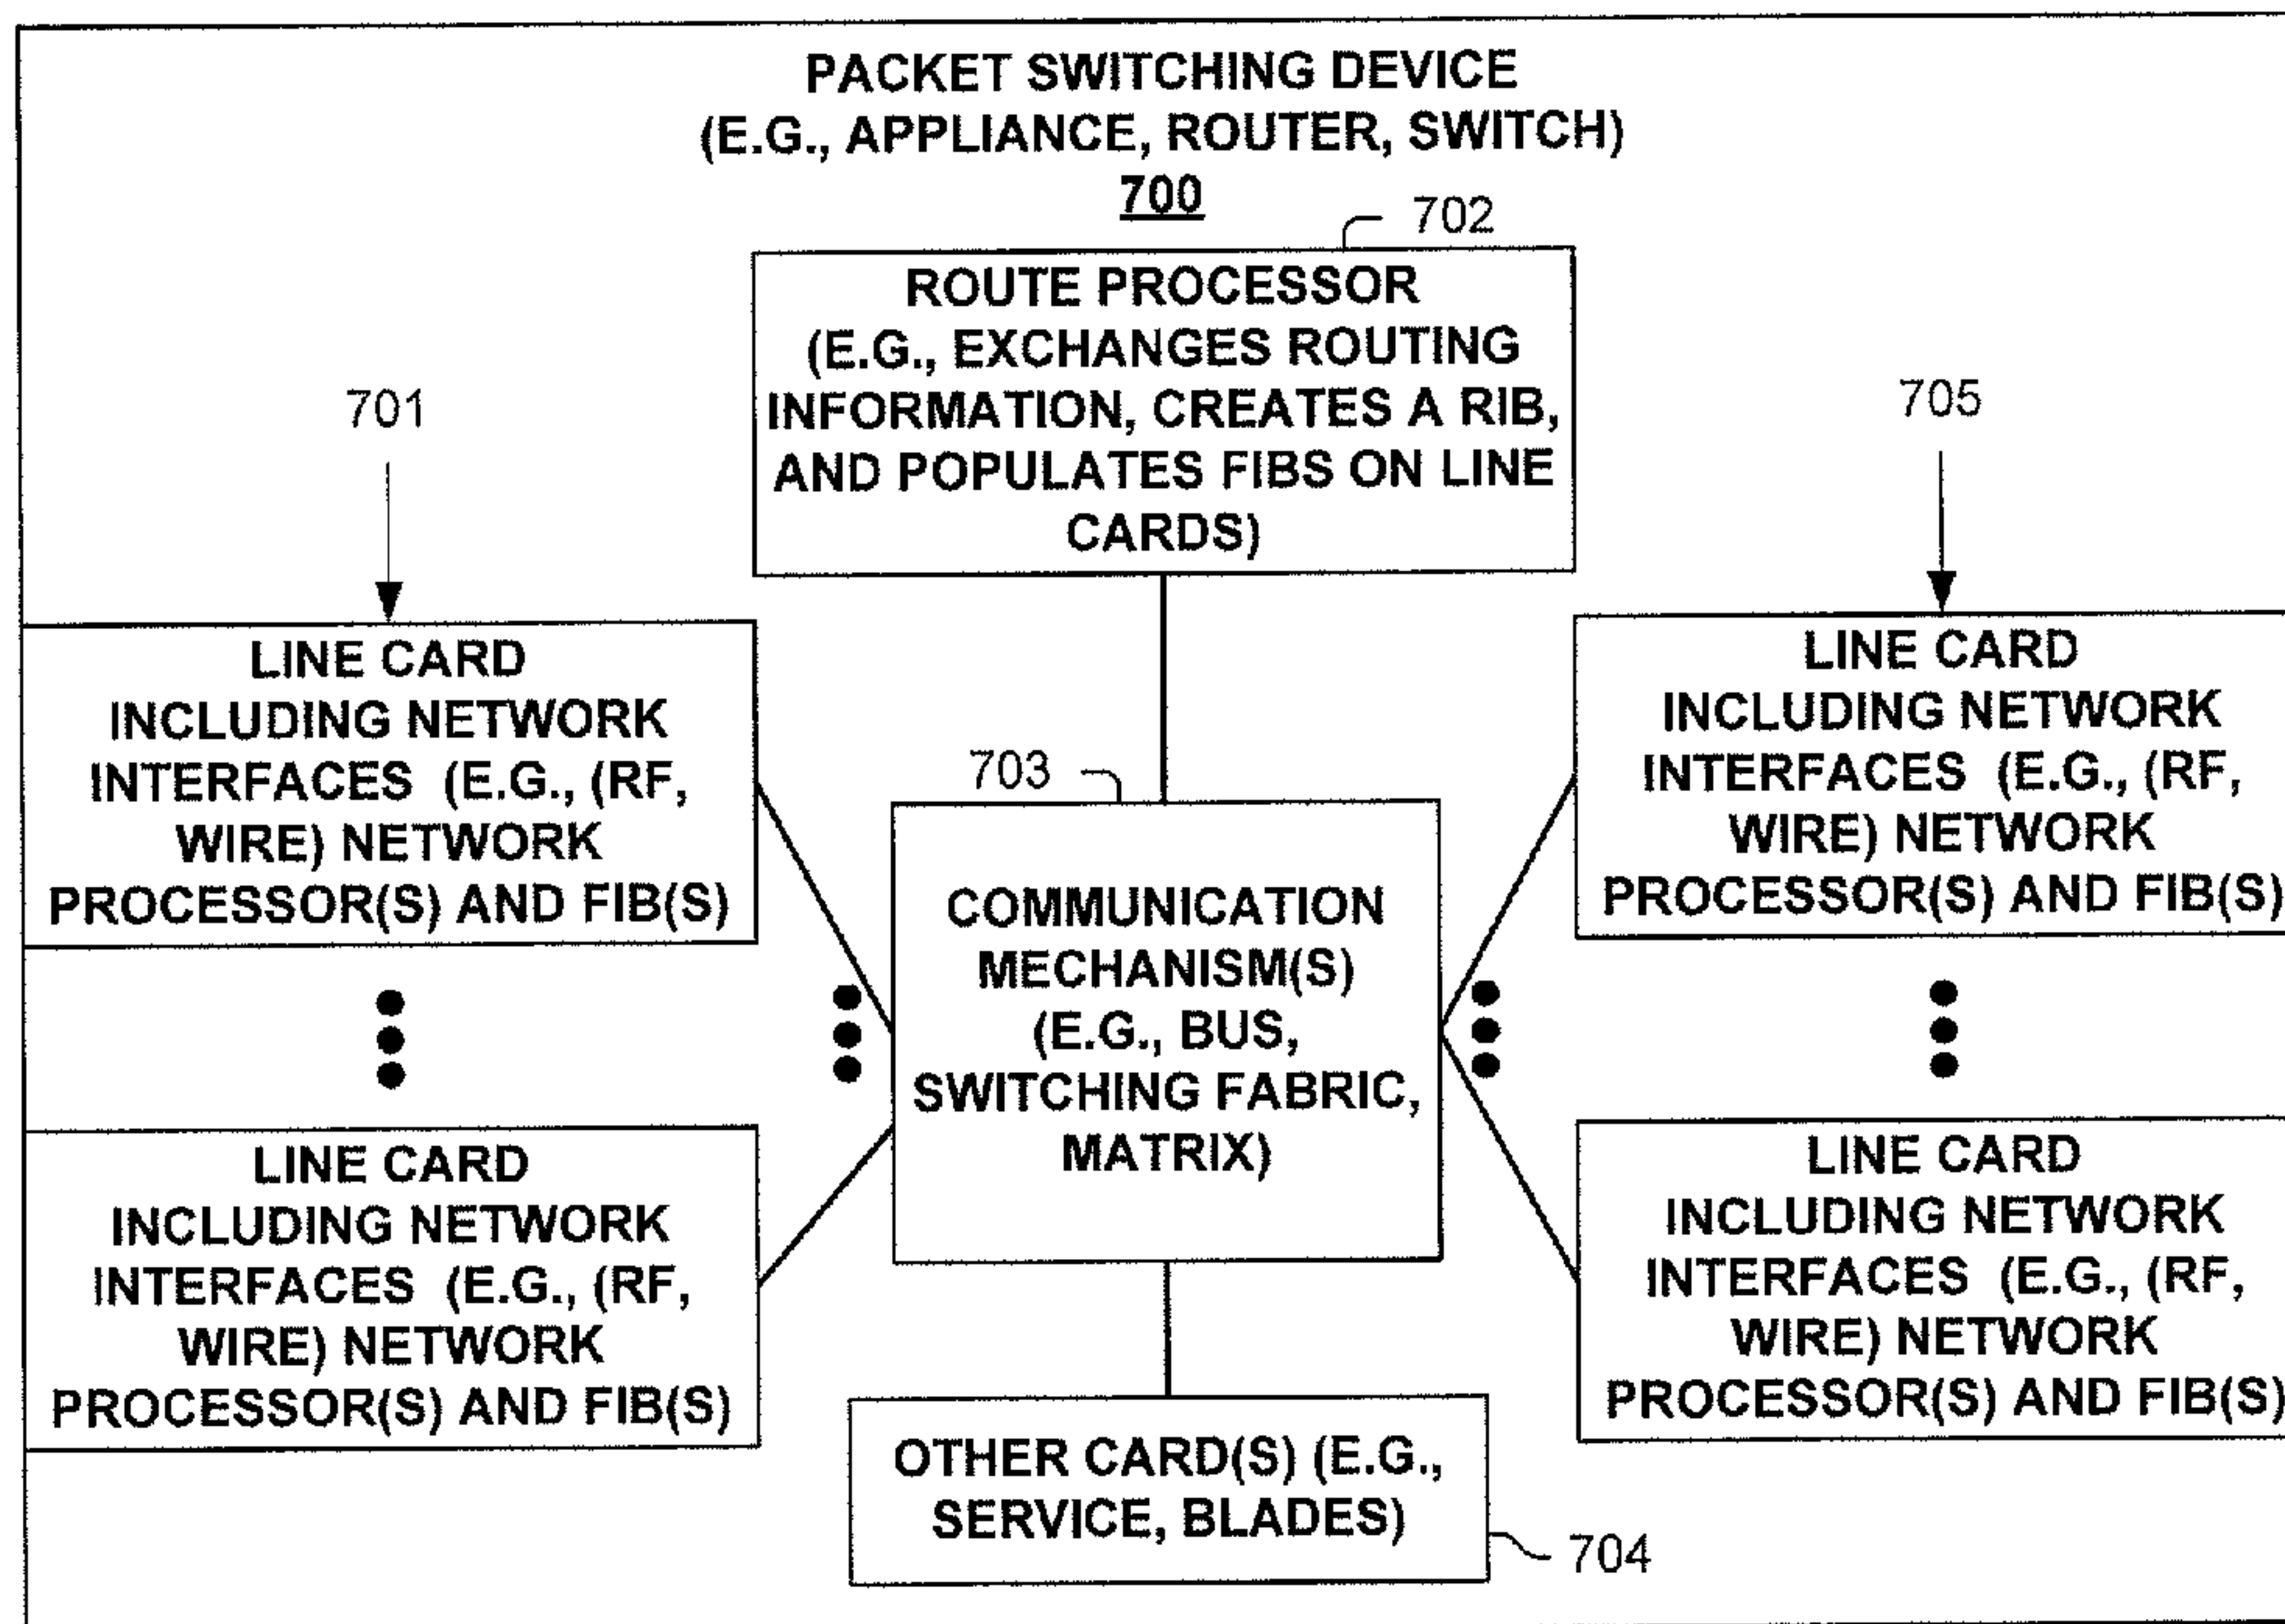 PACKET SWITCHING DEVICE
(E.G., APPLIANCE, ROUTER, SWITCH)
700
702
ROUTE PROCESSOR
(E.G., EXCHANGES ROUTING
INFORMATION, CREATES A RIB,
AND POPULATES FIBS ON LINE
CARDS)
701
LINE CARD
INCLUDING NETWORK
INTERFACES (E.G., (RF,
WIRE) NETWORK
PROCESSOR(S) AND FIB(S)
LINE CARD
INCLUDING NETWORK
INTERFACES (E.G., (RF,
WIRE) NETWORK
PROCESSOR(S) AND FIB(S)
703
COMMUNICATION
MECHANISM(S)
(E.G., BUS,
SWITCHING FABRIC,
MATRIX)
OTHER CARD(S) (E.G.,
SERVICE, BLADES)
704
705
LINE CARD
INCLUDING NETWORK
INTERFACES (E.G., (RF,
WIRE) NETWORK
PROCESSOR(S) AND FIB(S)
LINE CARD
INCLUDING NETWORK
INTERFACES (E.G., (RF,
WIRE) NETWORK
PROCESSOR(S) AND FIB(S)